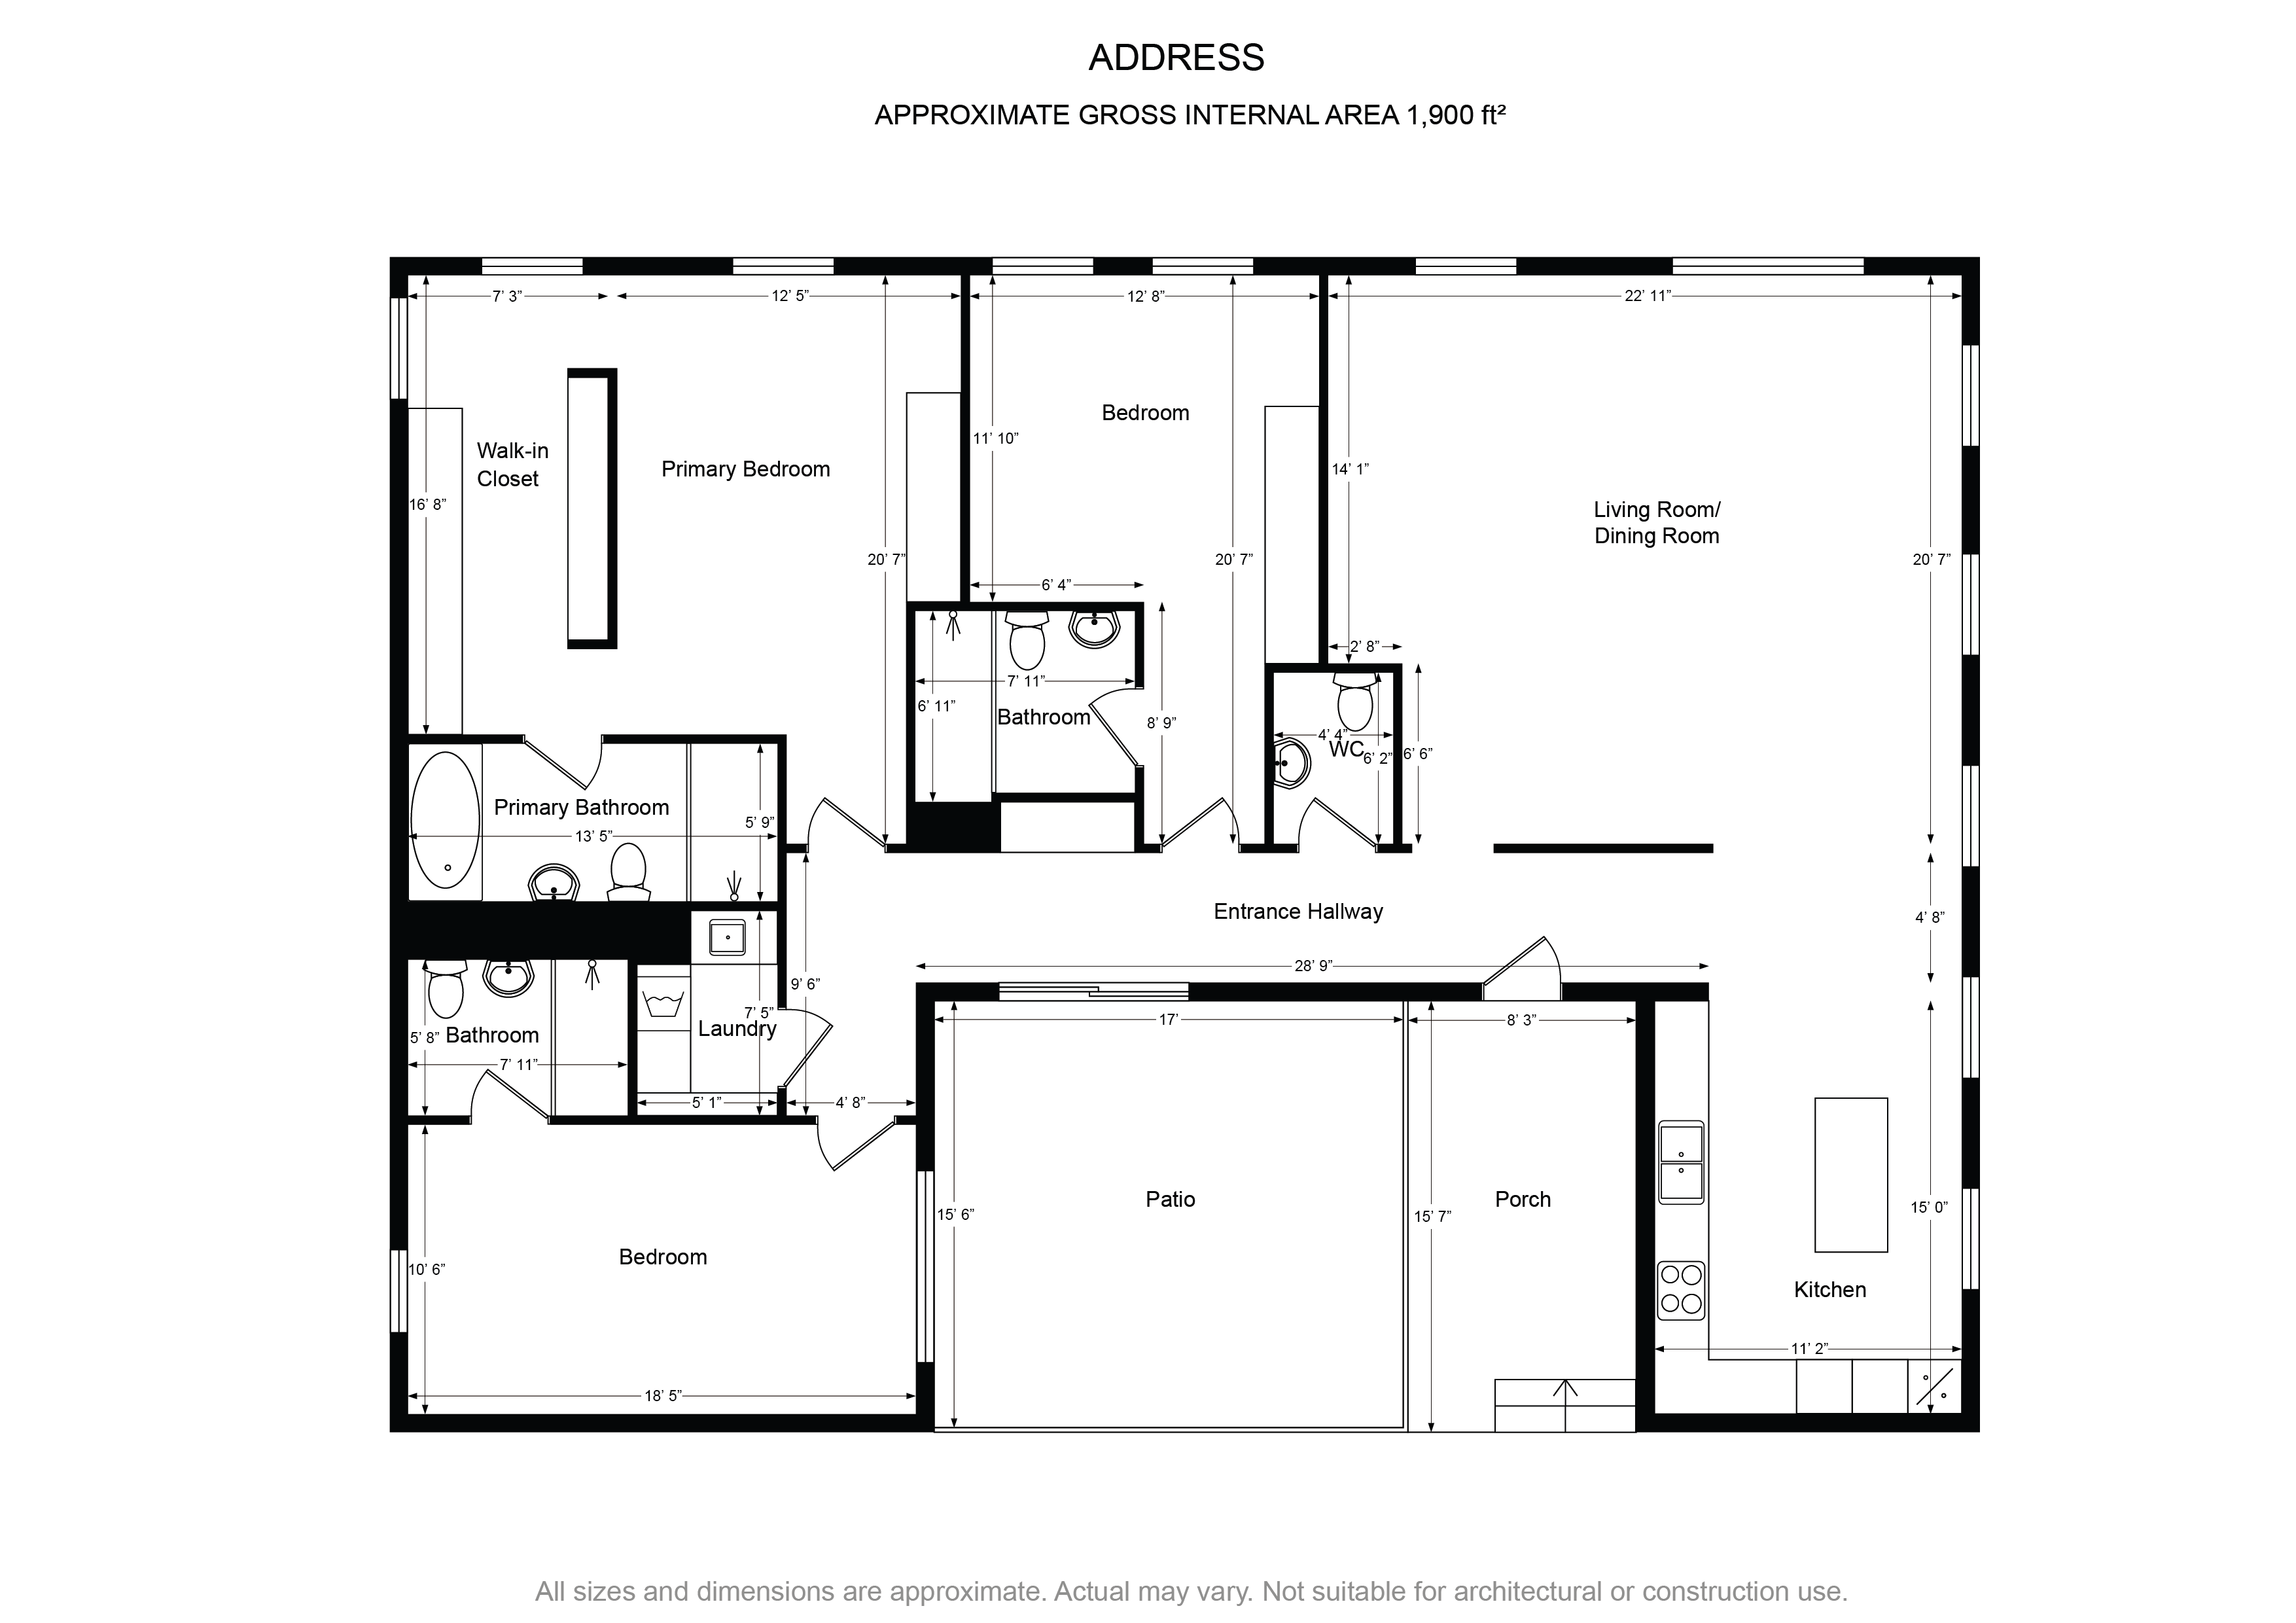 ADDRESS
APPROXIMATE GROSS INTERNAL AREA 1,900 ft²
7’ 3”
12’ 5”
12’ 8”
22’ 11”
Bedroom
11’ 10”
Walk-in
Closet
Primary Bedroom
14’ 1”
16’ 8”
Living Room/
Dining Room
20’ 7”
20’ 7”
20’ 7”
6’ 4”
2’ 8”
7’ 11”
6’ 11”
Bathroom
8’ 9”
4’ 4”
WC
6’ 2”
6’ 6”
Primary Bathroom
5’ 9”
13’ 5”
Entrance Hallway
4’ 8”
28’ 9”
9’ 6”
7’ 5”
17’
8’ 3”
Laundry
5’ 8”
Bathroom
7’ 11”
5’ 1”
4’ 8”
Patio
Porch
15’ 0”
15’ 6”
15’ 7”
Bedroom
10’ 6”
Kitchen
11’ 2”
18’ 5”
All sizes and dimensions are approximate. Actual may vary. Not suitable for architectural or construction use.